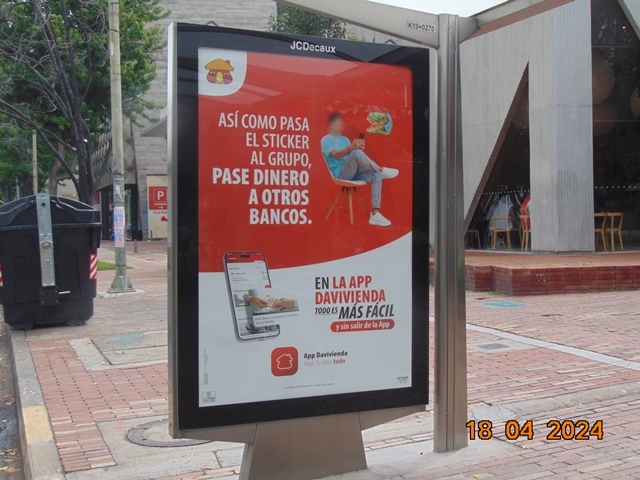 K19+0270
JCDecaux
ASÍ COMO PASA
EL STICKER
AL GRUPO,
PASE DINERO
A OTROS
BANCOS.
EN LA APP
DAVIVIENDA
TODO ES MÁS FÁCIL
y sin salir de la App
App Davivienda
P
18 04 2024